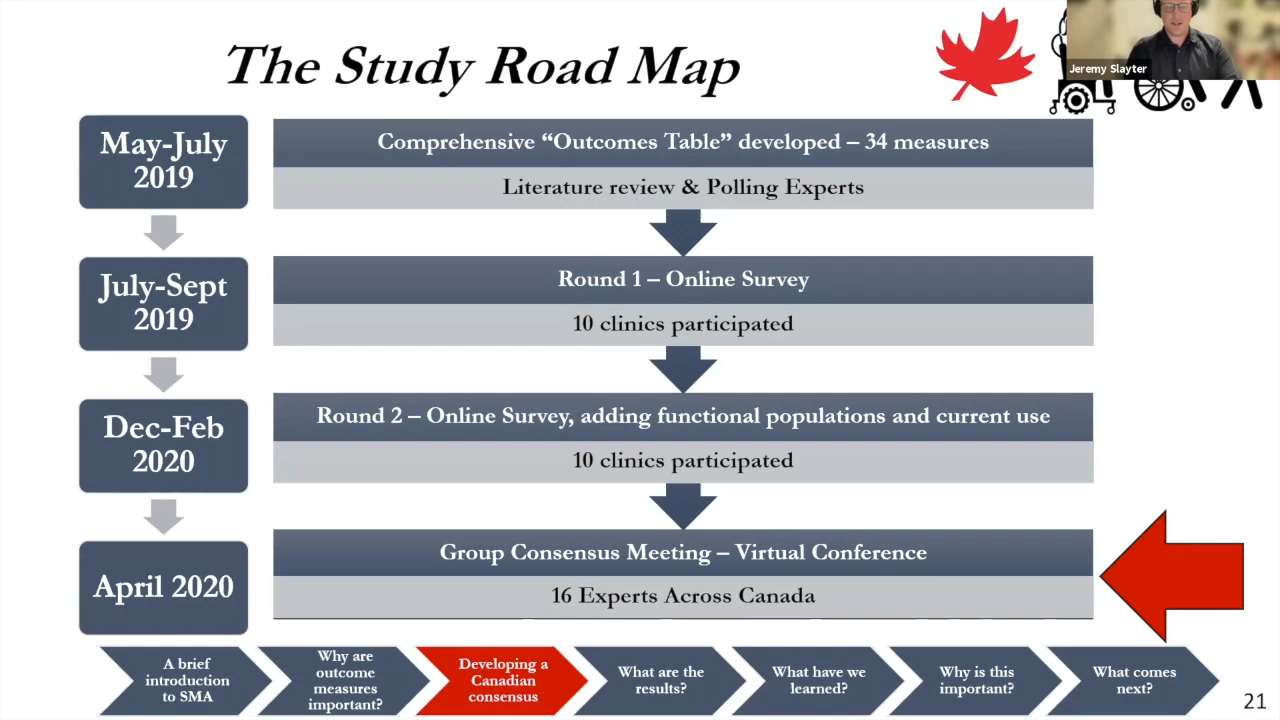 The Study Road Map
Jeremy Slayter
May-July
2019
Comprehensive “Outcomes Table” developed – 34 measures
Literature review & Polling Experts
July-Sept
2019
Round 1 – Online Survey
10 clinics participated
Dec-Feb
2020
Round 2 – Online Survey, adding functional populations and current use
10 clinics participated
April 2020
Group Consensus Meeting – Virtual Conference
16 Experts Across Canada
A brief
introduction
to SMA
Why are
outcome
measures
important?
Developing a
Canadian
consensus
What are the
results?
What have we
learned?
Why is this
important?
What comes
next?
21